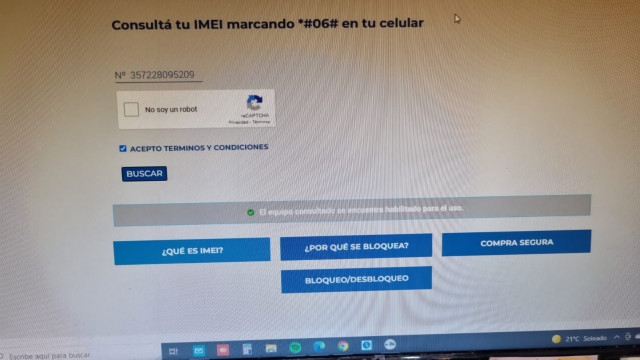 Consultá tu IMEI marcando *#06# en tu celular
Nº 357228095209
No soy un robot
reCAPTCHA
Privacidad - Términos
ACEPTO TERMINOS Y CONDICIONES
BUSCAR
El equipo consultado se encuentra habilitado para el uso.
¿QUÉ ES IMEI?
¿POR QUÉ SE BLOQUEA?
COMPRA SEGURA
BLOQUEO/DESBLOQUEO
Escribe aquí para buscar
21°C Soleado